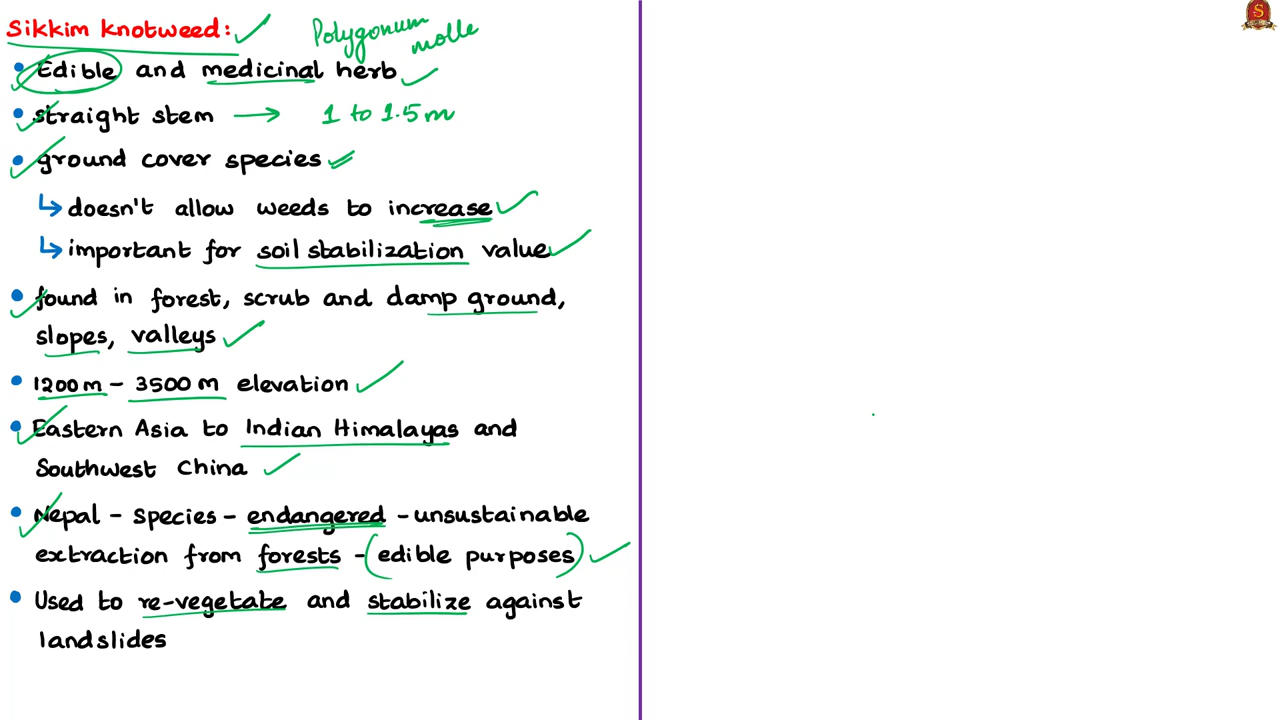 Sikkim Knotweed:
Polygonum
molle
• Edible and medicinal herb
• straight stem → 1 to 1.5m
• ground cover species
↳ doesn't allow weeds to increase
↳ important for soil stabilization value
• found in forest, scrub and damp ground,
slopes, valleys
• 1200 m - 3500 m elevation
• Eastern Asia to Indian Himalayas and
Southwest China
• Nepal - Species - endangered - unsustainable
extraction from forests - (edible purposes)
• Used to re-vegetate and stabilize against
landslides
S